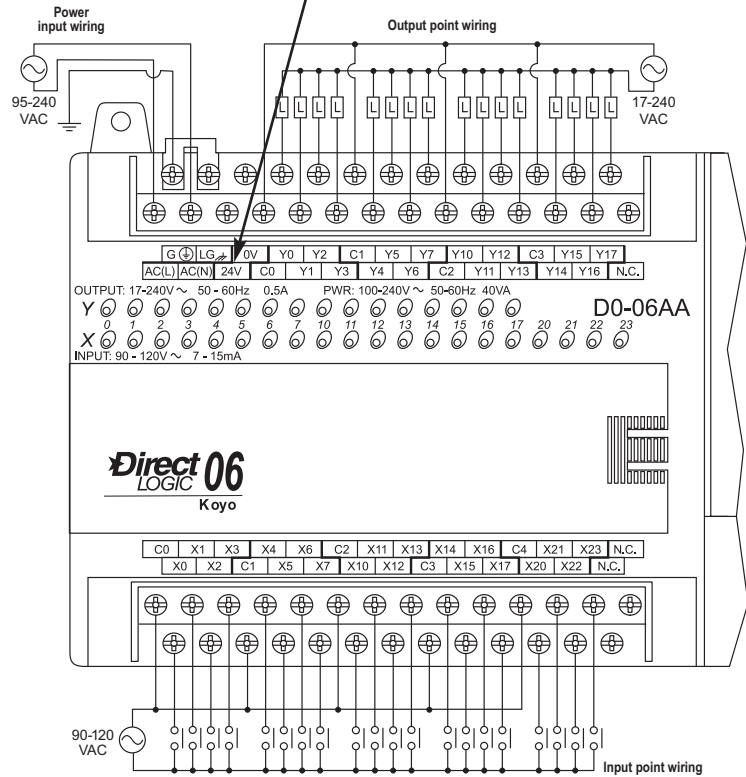 Power
input wiring
Output point wiring
95-240
VAC
17-240
VAC
L L L L L L L L L L L L
G LG 0V Y0 Y2 C1 Y5 Y7 Y10 Y12 C3 Y15 Y17
AC(L) AC(N) 24V C0 Y1 Y3 Y4 Y6 C2 Y11 Y13 Y14 Y16 N.C.
OUTPUT: 17-240V ~ 50 - 60Hz 0.5A PWR: 100-240V ~ 50-60Hz 40VA
D0-06AA
Y
0 1 2 3 4 5 6 7 10 11 12 13 14 15 16 17 20 21 22 23
X
INPUT: 90 - 120V ~ 7 - 15mA
Direct
LOGIC 06
Koyo
C0 X1 X3 X4 X6 C2 X11 X13 X14 X16 C4 X21 X23 N.C.
X0 X2 C1 X5 X7 X10 X12 C3 X15 X17 X20 X22 N.C.
90-120
VAC
Input point wiring